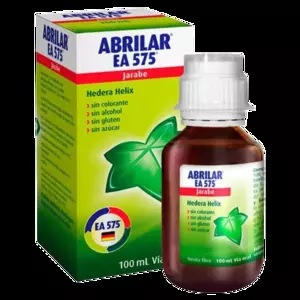 ABRILAR®
EA 575®
Jarabe
Hedera Helix
sin colorante
sin alcohol
sin gluten
sin azúcar
EA 575®
100 mL Vía
ABRILAR®
EA 575®
Jarabe
Hedera Helix
sin colorante
sin alcohol
sin gluten
sin azúcar